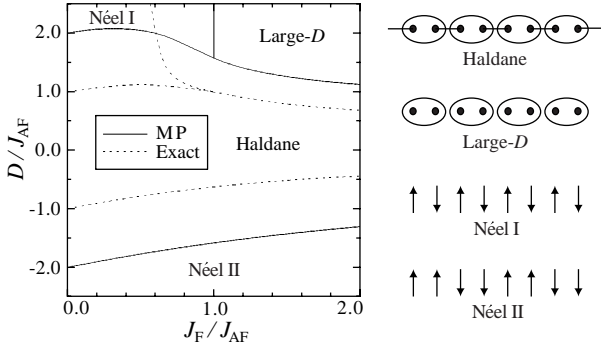 2.0
1.0
0.0
-1.0
-2.0
D / J_AF
Néel I
Large-D
MP
Exact
Haldane
Néel II
0.0
1.0
2.0
J_F / J_AF
Haldane
Large-D
Néel I
Néel II